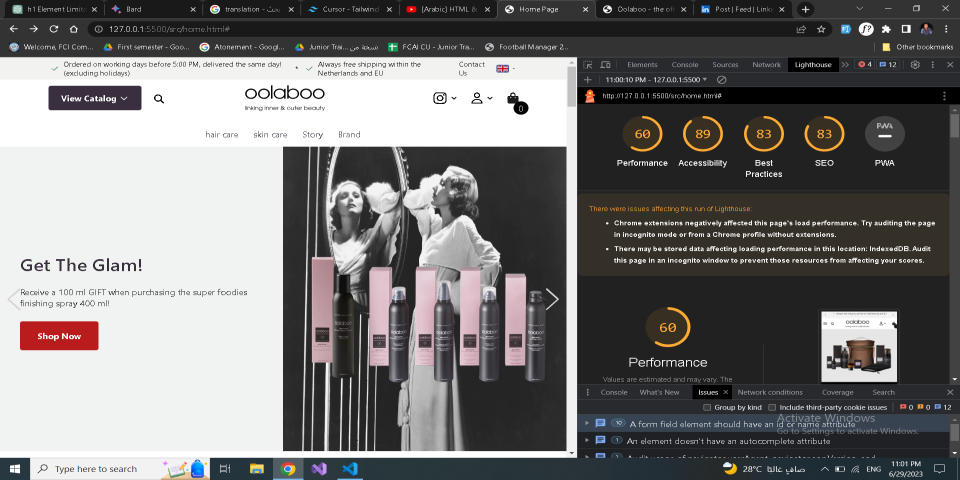 h1 Element Limita
Bard
translation - بحث
Cursor - Tailwind
[Arabic] HTML &
Home Page
Oolaboo - the of
Post | Feed | Linke
127.0.0.1:5500/src/home.html#
Welcome, FCI Com...
First semester - Goo...
Atonement - Googl...
FCAI CU - Junior Tra...
Football Manager 2...
Other bookmarks
Ordered on working days before 5:00 PM, delivered the same day! (excluding holidays)
Always free shipping within the Netherlands and EU
Contact Us
View Catalog
oolaboo
linking inner & outer beauty
0
hair care
skin care
Story
Brand
Get The Glam!
Receive a 100 ml GIFT when purchasing the super foodies
finishing spray 400 ml!
Shop Now
Elements
Console
Sources
Network
Lighthouse
4
12
11:00:10 PM - 127.0.0.1:5500
http://127.0.0.1:5500/src/home.html#
60
89
83
83
PWA
Performance
Accessibility
Best Practices
SEO
PWA
There were issues affecting this run of Lighthouse:
Chrome extensions negatively affected this page's load performance. Try auditing the page
in incognito mode or from a Chrome profile without extensions.
There may be stored data affecting loading performance in this location: IndexedDB. Audit
this page in an incognito window to prevent those resources from affecting your scores.
60
Performance
Values are estimated and may vary. The
Console
What's New
Issues
Network conditions
Coverage
Search
Group by kind
Include third-party cookie issues
0
0
12
Activate Windows
Go to Settings to activate Windows.
10
A form field element should have an id or name attribute
1
An element doesn't have an autocomplete attribute
Type here to search
28°C
صافٍ غالبًا
ENG
11:01 PM
6/29/2023